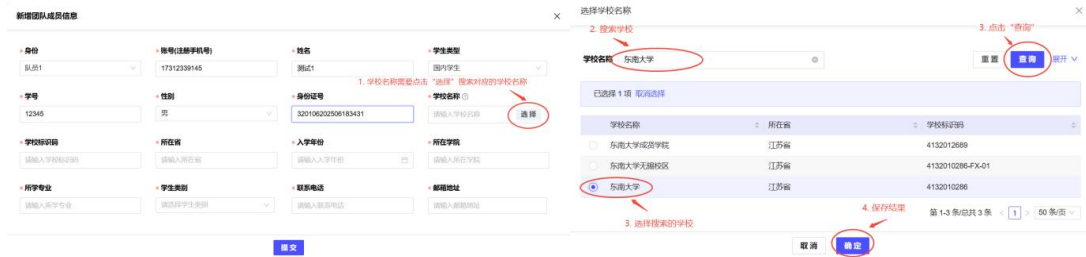 新增团队成员信息
* 身份
* 账号(注册手机号)
* 姓名
* 学生类型
队员1
17312339145
测试1
国内学生
1. 学校名称需要点击“选择”搜索对应的学校名称
* 学号
* 性别
* 身份证号
* 学校名称
12345
男
320106202506183431
请输入学校名称
选择
* 学校标识码
* 所在省
* 入学年份
* 所在学院
请输入学校标识码
请输入所在省
请输入入学年份
请输入所在学院
* 所学专业
* 学生类别
* 联系电话
* 邮箱地址
请输入所学专业
请选择学生类别
请输入联系电话
请输入邮箱地址
提交
选择学校名称
2. 搜索学校
3. 点击“查询”
学校名称
东南大学
重置
查询
展开
已选择 1 项 取消选择
学校名称
所在省
学校标识码
东南大学成贤学院
江苏省
4132012689
东南大学无锡校区
江苏省
4132010286-FX-01
东南大学
江苏省
4132010286
3. 选择搜索的学校
4. 保存结果
第 1-3 条/总共 3 条 < 1 > 50 条/页
取消
确定